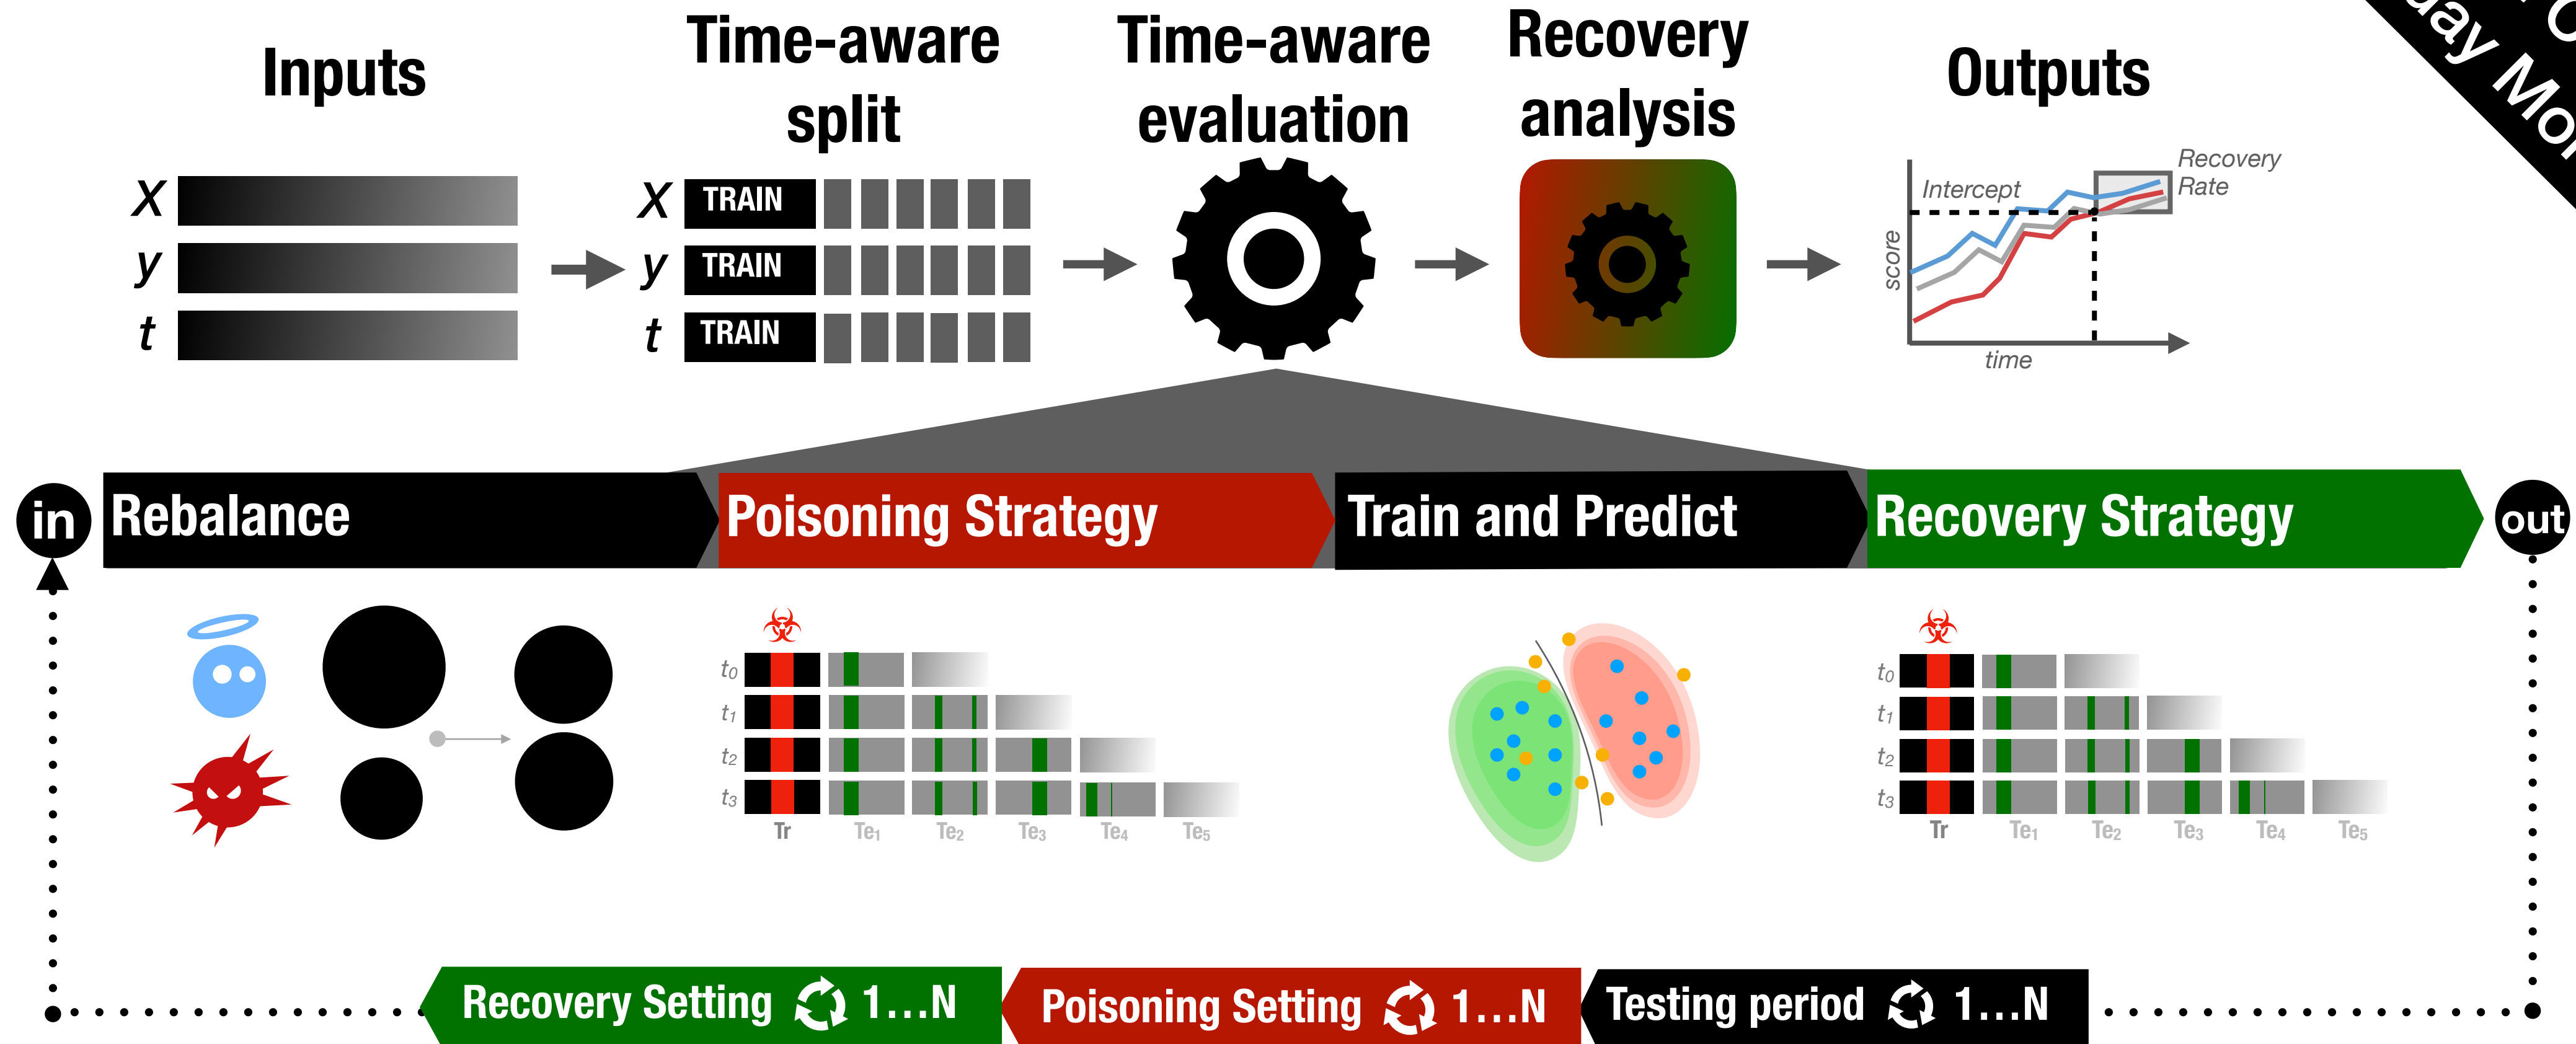 Inputs
Time-aware
split
Time-aware
evaluation
Recovery
analysis
Outputs
X
y
t
X TRAIN
y TRAIN
t TRAIN
Recovery
Rate
Intercept
score
time
in
Rebalance
Poisoning Strategy
Train and Predict
Recovery Strategy
out
t0
t1
t2
t3
Tr Te1 Te2 Te3 Te4 Te5
t0
t1
t2
t3
Tr Te1 Te2 Te3 Te4 Te5
Recovery Setting 1...N
Poisoning Setting 1...N
Testing period 1...N